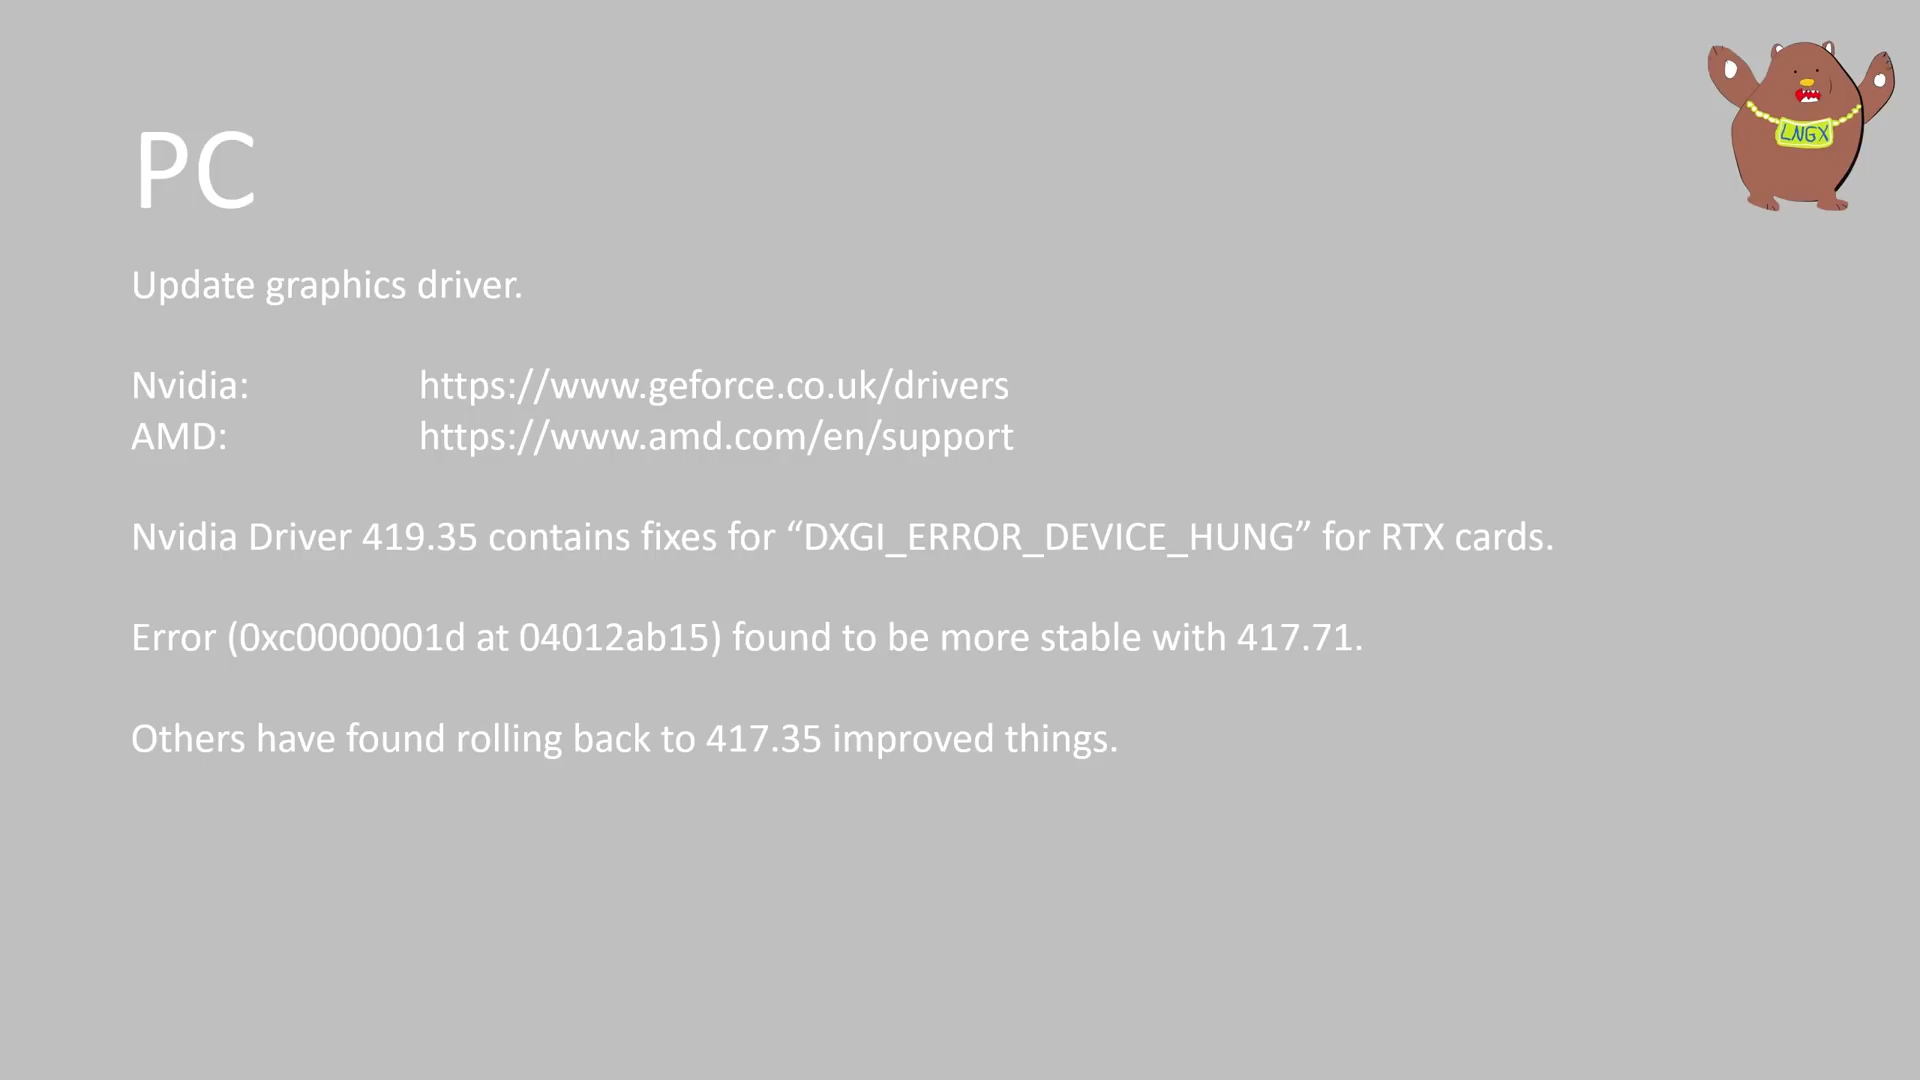 LNGX
PC
Update graphics driver.
Nvidia: https://www.geforce.co.uk/drivers
AMD: https://www.amd.com/en/support
Nvidia Driver 419.35 contains fixes for “DXGI_ERROR_DEVICE_HUNG” for RTX cards.
Error (0xc0000001d at 04012ab15) found to be more stable with 417.71.
Others have found rolling back to 417.35 improved things.